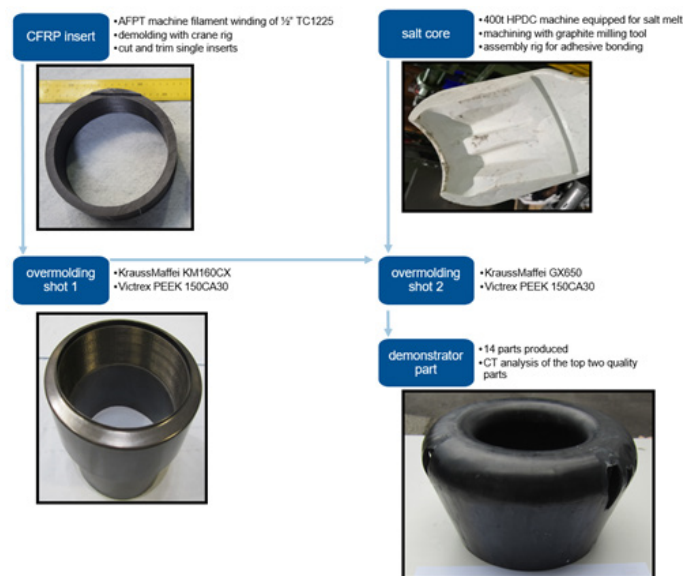 CFRP insert
•AFPT machine filament winding of ½" TC1225
•demolding with crane rig
•cut and trim single inserts
salt core
•400t HPDC machine equipped for salt melt
•machining with graphite milling tool
•assembly rig for adhesive bonding
overmolding
shot 1
•KraussMaffei KM160CX
•Victrex PEEK 150CA30
overmolding
shot 2
•KraussMaffei GX650
•Victrex PEEK 150CA30
demonstrator
part
•14 parts produced
•CT analysis of the top two quality
parts